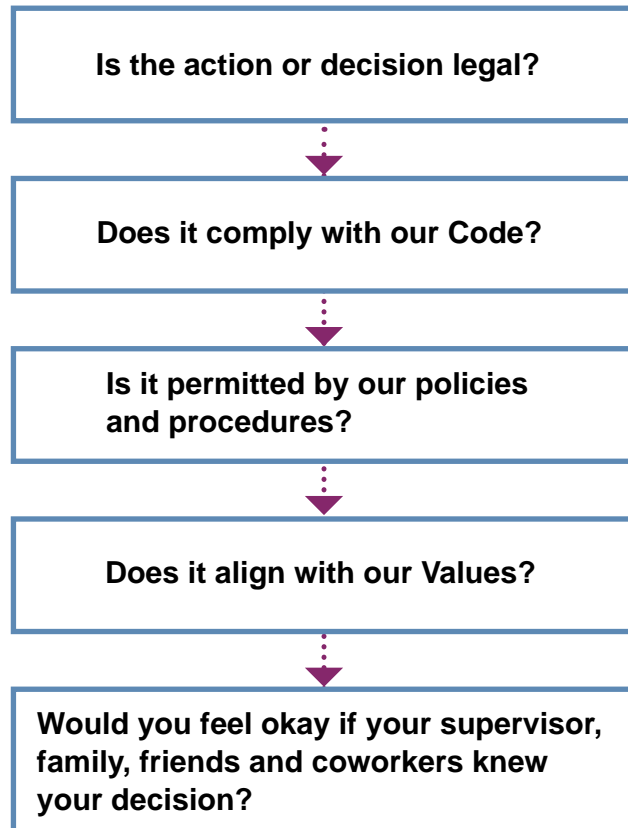 Is the action or decision legal?
Does it comply with our Code?
Is it permitted by our policies
and procedures?
Does it align with our Values?
Would you feel okay if your supervisor,
family, friends and coworkers knew
your decision?